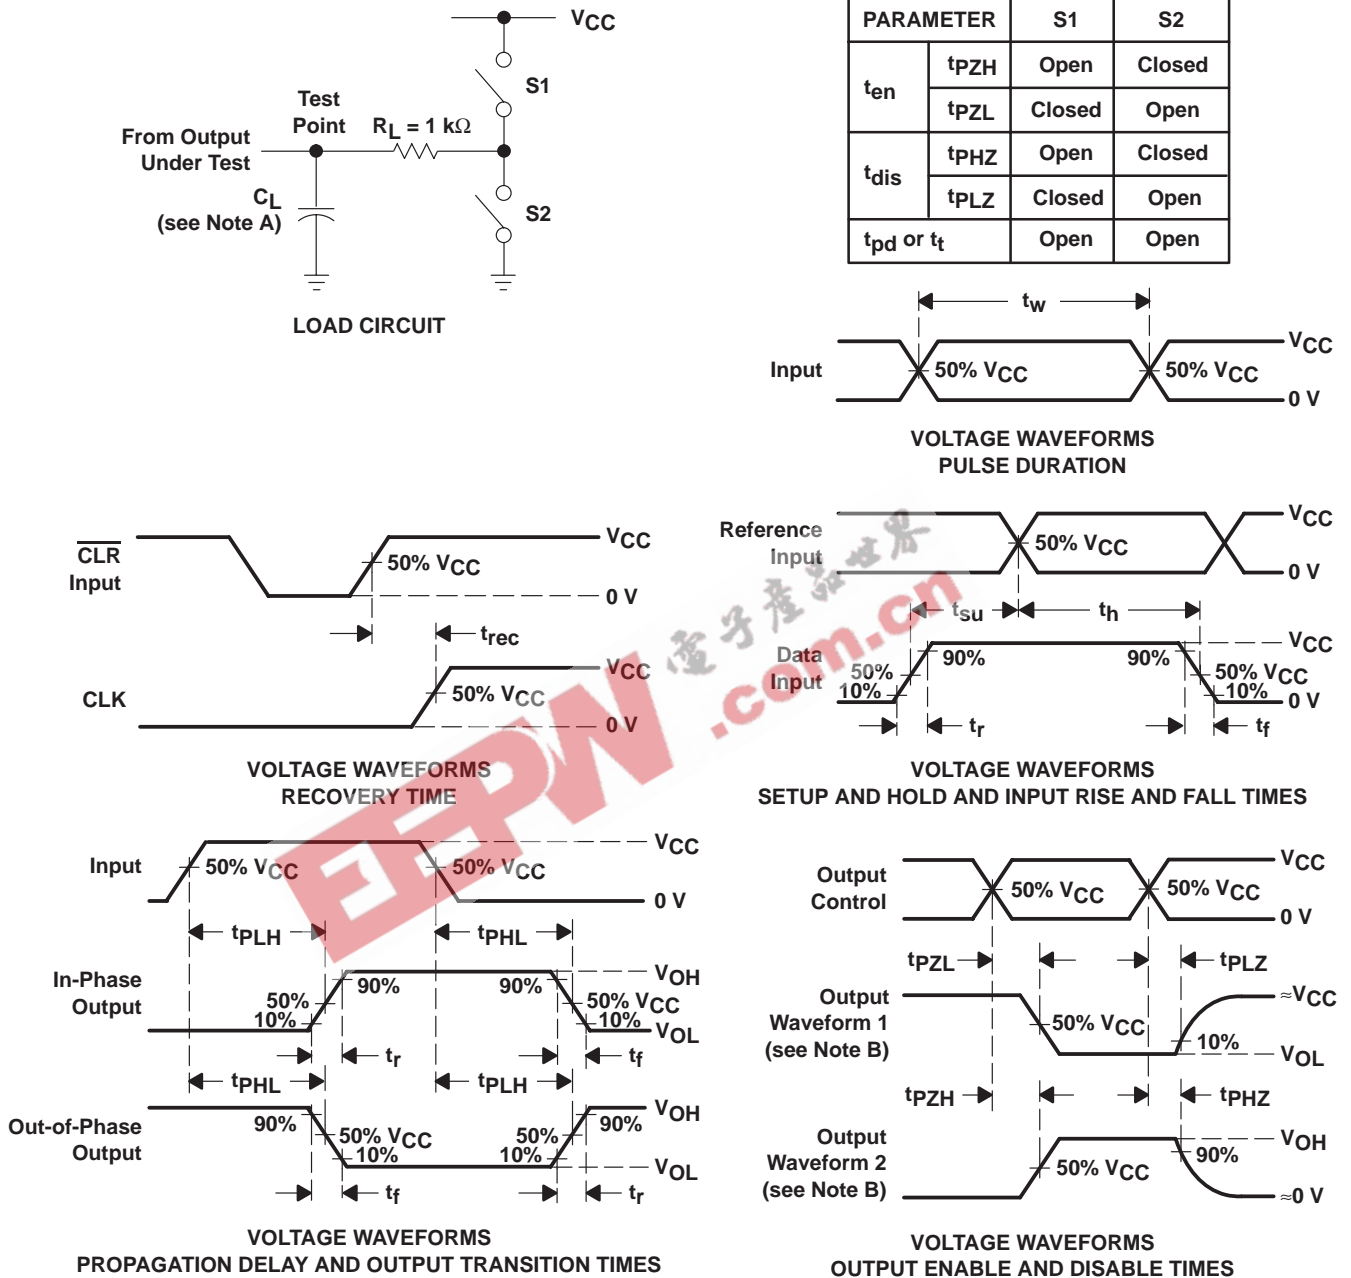 VCC
S1
Test
Point
RL = 1 kΩ
From Output
Under Test
CL
(see Note A)
S2
LOAD CIRCUIT
PARAMETER S1 S2
ten tPZH Open Closed
tPZL Closed Open
tdis tPHZ Open Closed
tPLZ Closed Open
tpd or tt Open Open
tw
Input
50% VCC
50% VCC
VCC
0 V
VOLTAGE WAVEFORMS
PULSE DURATION
CLR
Input
50% VCC
VCC
0 V
trec
CLK
50% VCC
VCC
0 V
VOLTAGE WAVEFORMS
RECOVERY TIME
Reference
Input
50% VCC
VCC
0 V
tsu
th
Data
Input
50%
10%
90%
90%
VCC
50% VCC
10%
0 V
tr
tf
VOLTAGE WAVEFORMS
SETUP AND HOLD AND INPUT RISE AND FALL TIMES
Input
50% VCC
50% VCC
VCC
0 V
tPLH
tPHL
In-Phase
Output
50%
10%
90%
90%
VOH
50% VCC
10%
VOL
tr
tf
tPHL
tPLH
Out-of-Phase
Output
90%
50% VCC
10%
50%
10%
90%
VOH
VOL
tf
tr
VOLTAGE WAVEFORMS
PROPAGATION DELAY AND OUTPUT TRANSITION TIMES
Output
Control
50% VCC
50% VCC
VCC
0 V
tPZL
tPLZ
Output
Waveform 1
(see Note B)
50% VCC
≈VCC
10%
VOL
tPZH
tPHZ
Output
Waveform 2
(see Note B)
50% VCC
VOH
90%
≈0 V
VOLTAGE WAVEFORMS
OUTPUT ENABLE AND DISABLE TIMES
EEPW
.com.cn
電子產品世界